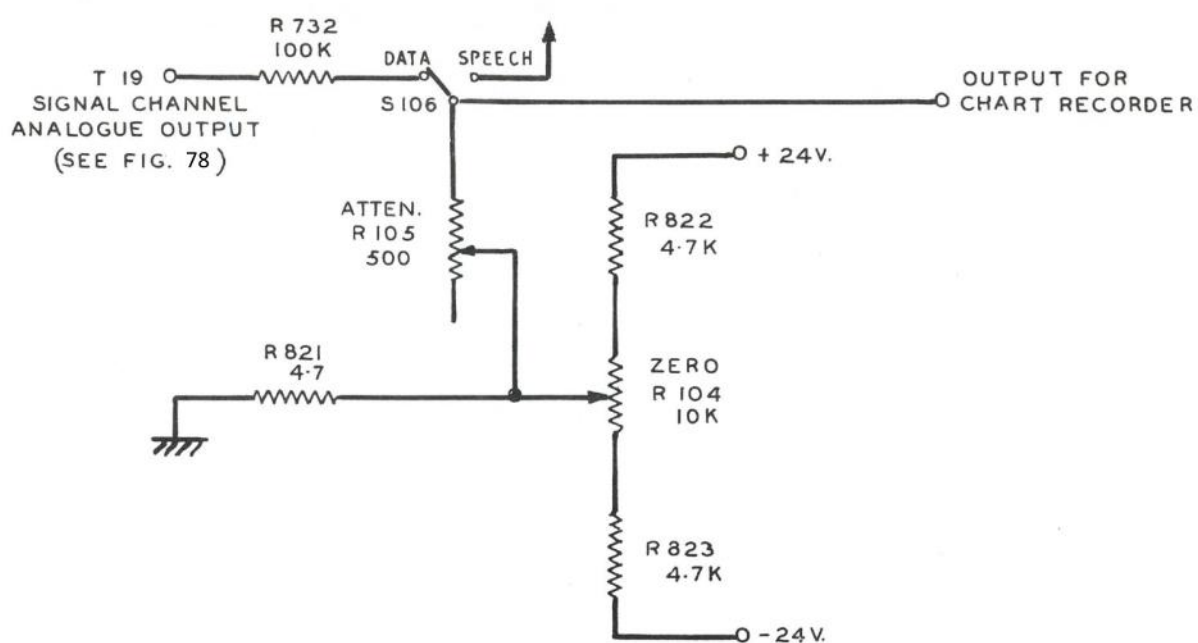 R 732
100K
DATA
SPEECH
T 19
SIGNAL CHANNEL
ANALOGUE OUTPUT
(SEE FIG. 78)
S106
OUTPUT FOR
CHART RECORDER
+ 24V.
ATTEN.
R 105
500
R 822
4·7K
R 821
4·7
ZERO
R 104
10K
R 823
4·7K
- 24V.